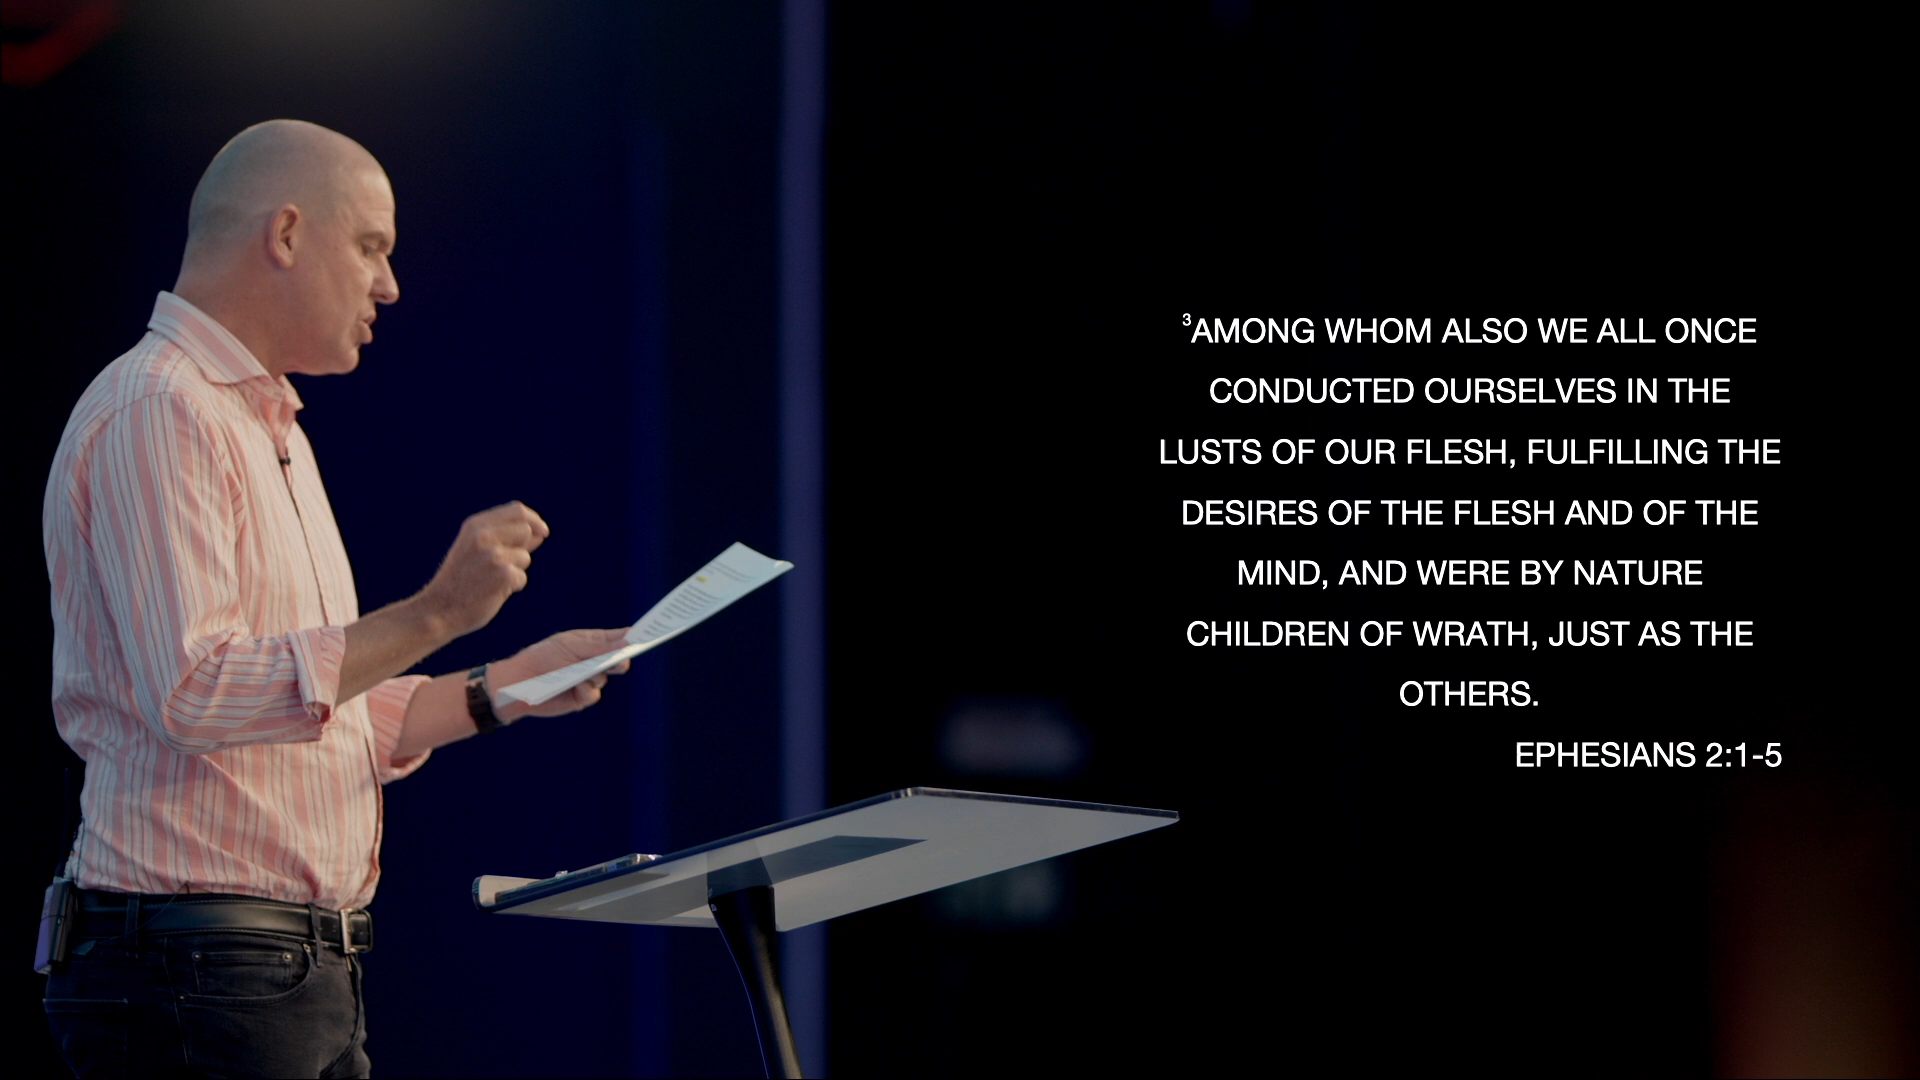 ³AMONG WHOM ALSO WE ALL ONCE
CONDUCTED OURSELVES IN THE
LUSTS OF OUR FLESH, FULFILLING THE
DESIRES OF THE FLESH AND OF THE
MIND, AND WERE BY NATURE
CHILDREN OF WRATH, JUST AS THE
OTHERS.
EPHESIANS 2:1-5